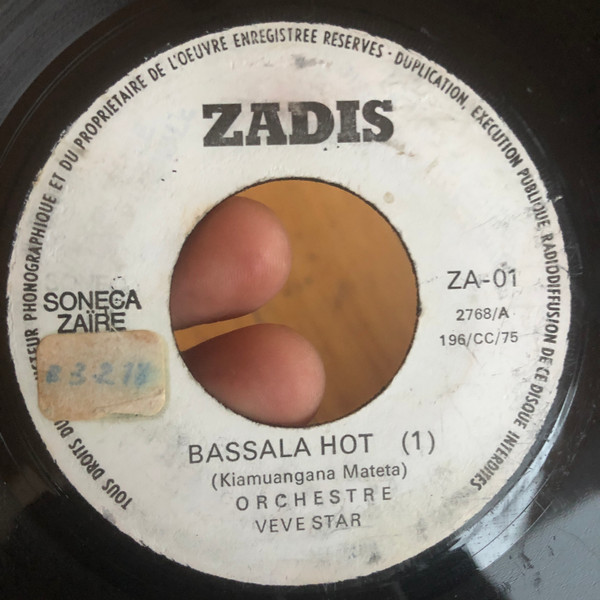 TOUS DROITS DU
CTEUR PHONOGRAPHIQUE ET DU PROPRIETAIRE DE L'OEUVRE ENREGISTREE RESERVES · DUPLICATION, EXECUTION PUBLIQUE, RADIODIFFUSION DE CE DISQUE INTERDITES
ZADIS
SONECA
ZAÏRE
ZA-01
2768/A
196/CC/75
BASSALA HOT (1)
(Kiamuangana Mateta)
ORCHESTRE
VEVE STAR